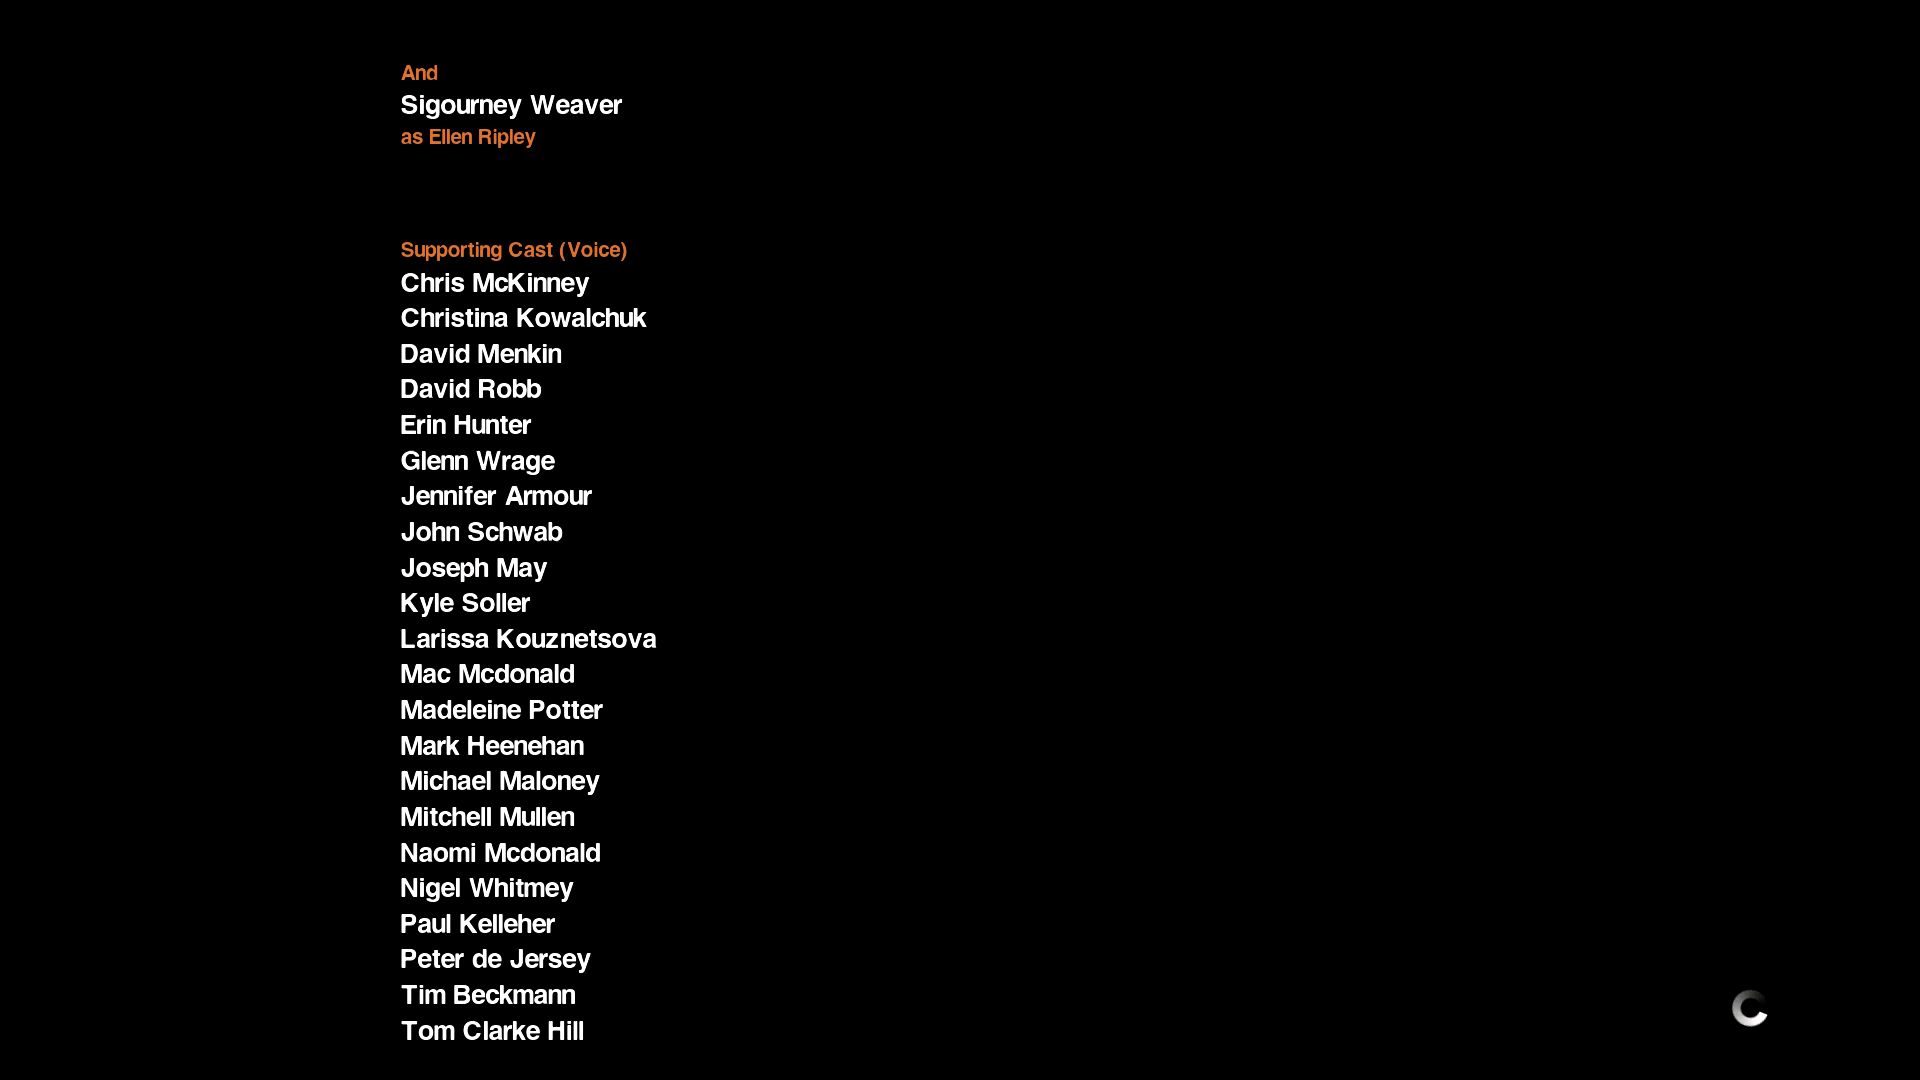 And
Sigourney Weaver
as Ellen Ripley
Supporting Cast (Voice)
Chris McKinney
Christina Kowalchuk
David Menkin
David Robb
Erin Hunter
Glenn Wrage
Jennifer Armour
John Schwab
Joseph May
Kyle Soller
Larissa Kouznetsova
Mac Mcdonald
Madeleine Potter
Mark Heenehan
Michael Maloney
Mitchell Mullen
Naomi Mcdonald
Nigel Whitmey
Paul Kelleher
Peter de Jersey
Tim Beckmann
Tom Clarke Hill